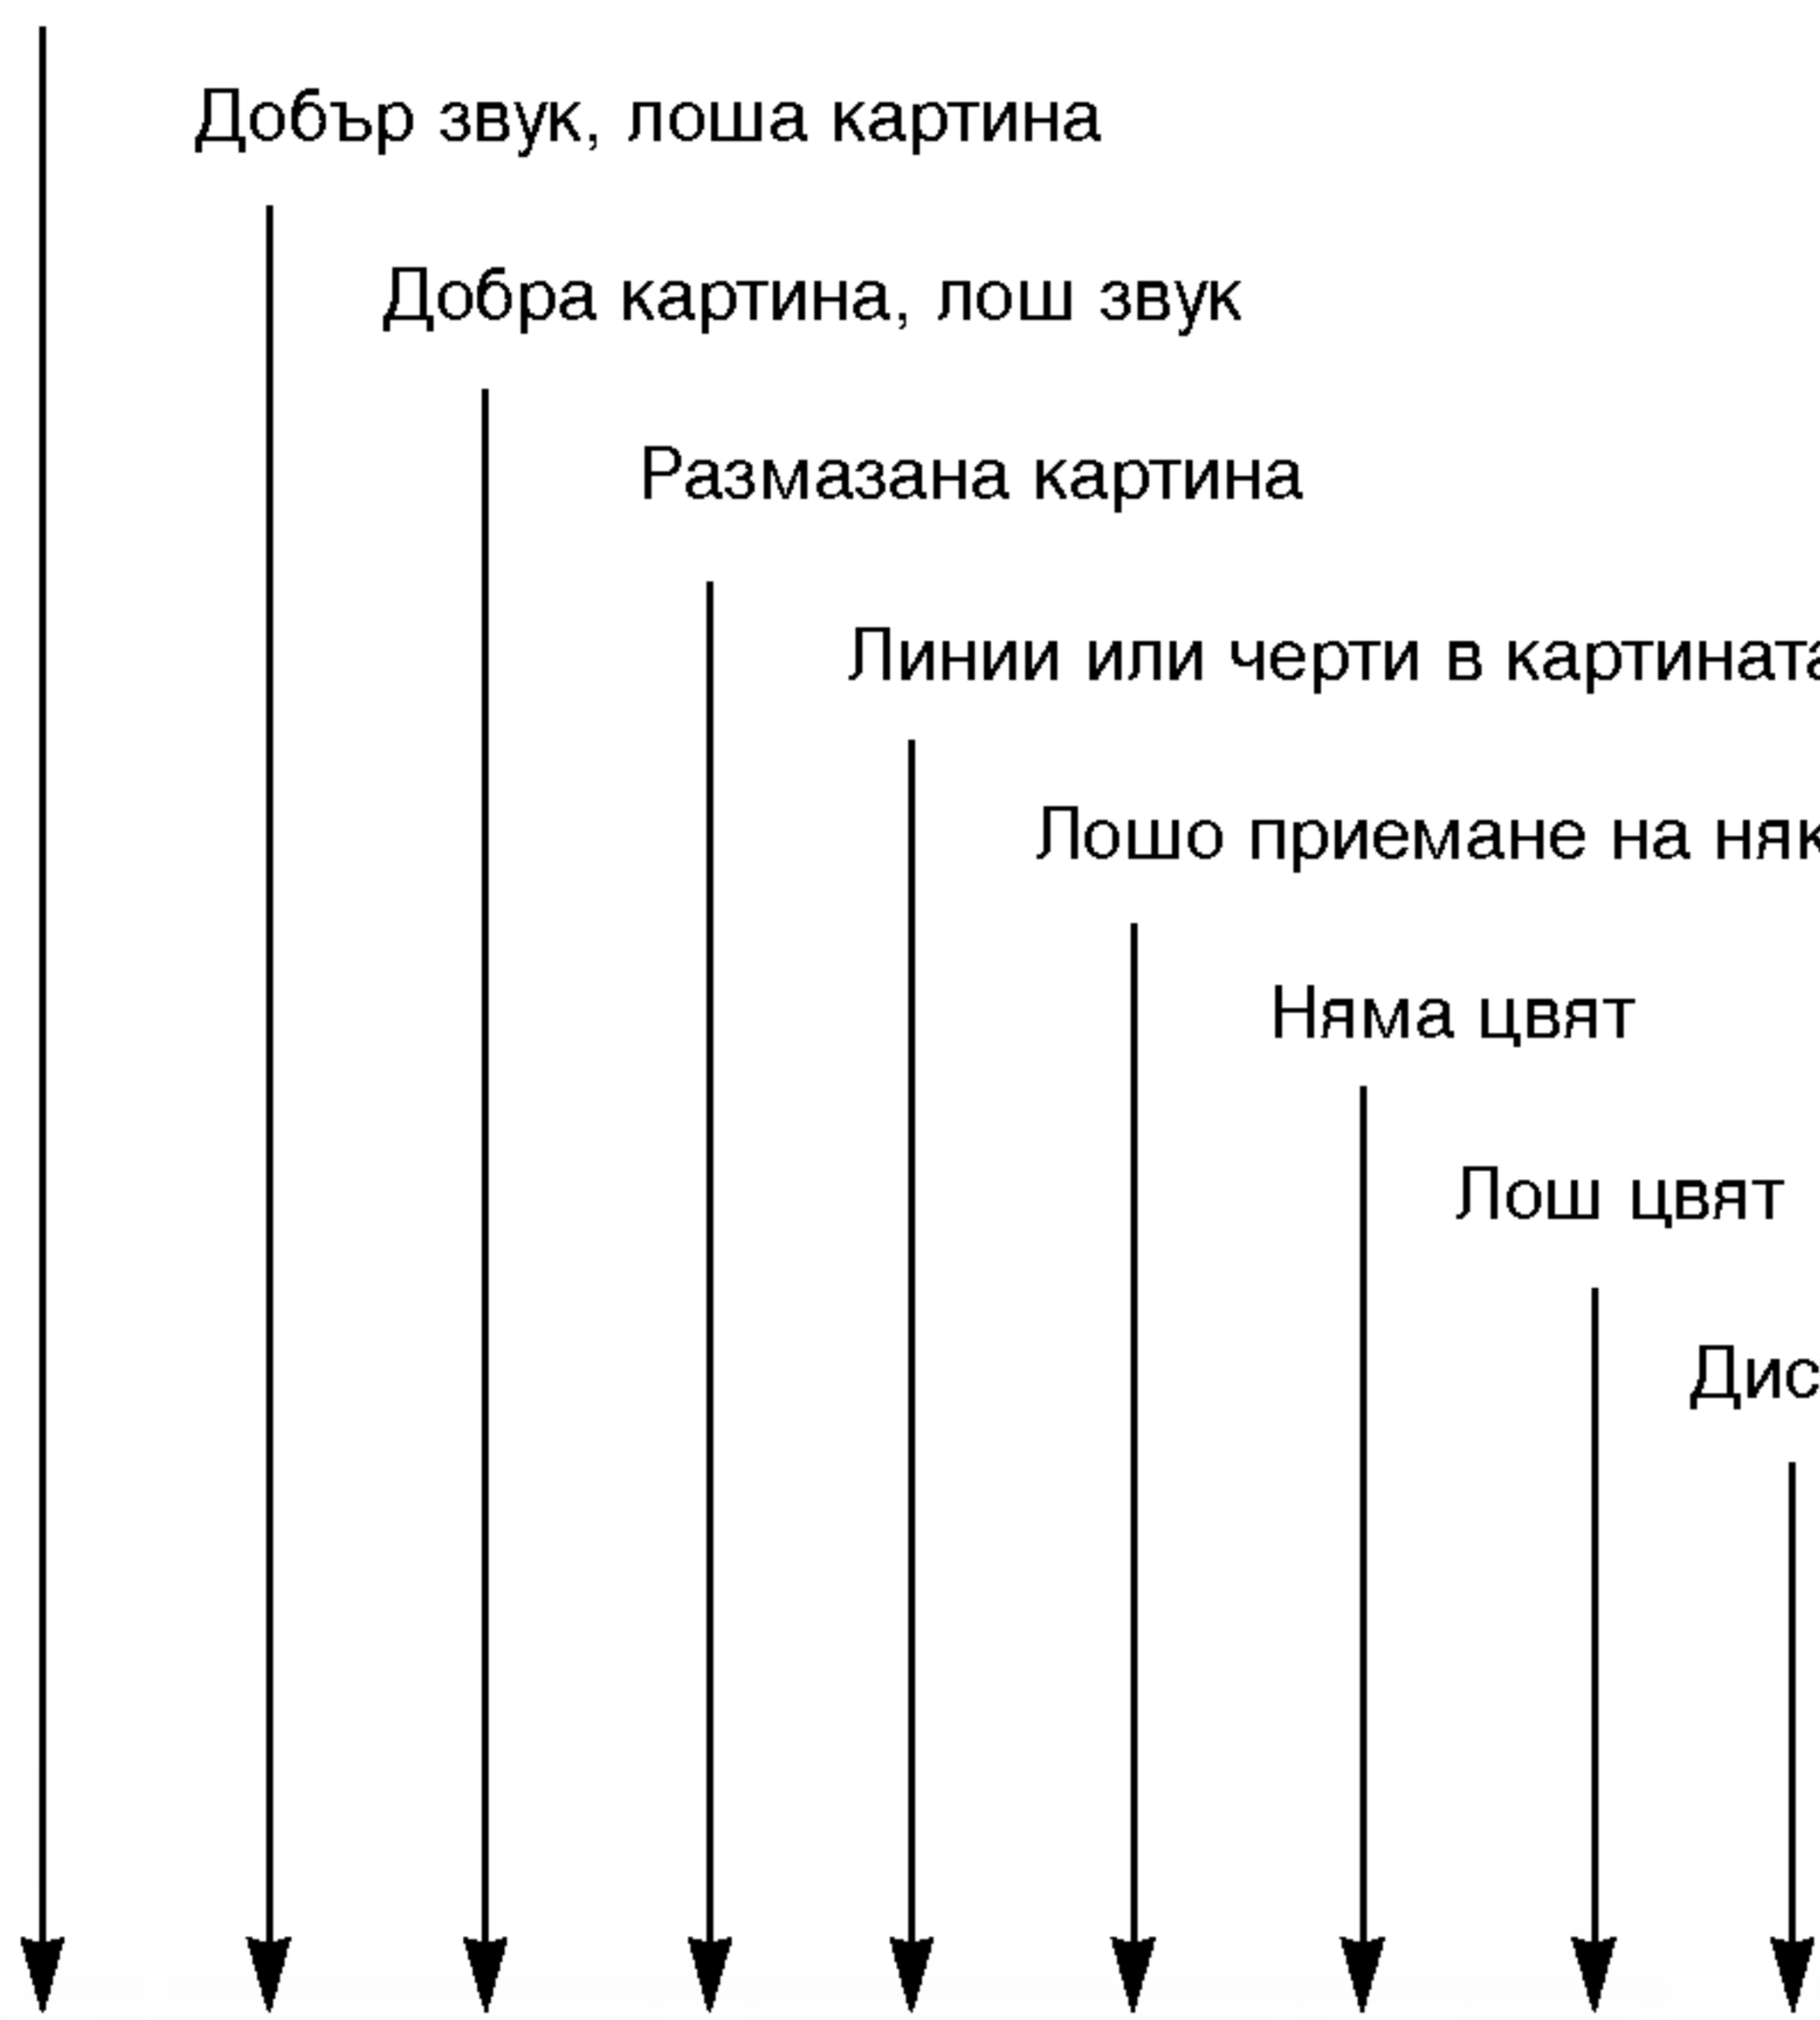 Добър звук, лоша картина
Добра картина, лош звук
Размазана картина
Линии или черти в картината
Лошо приемане на
Няма цвят
Лош цвят